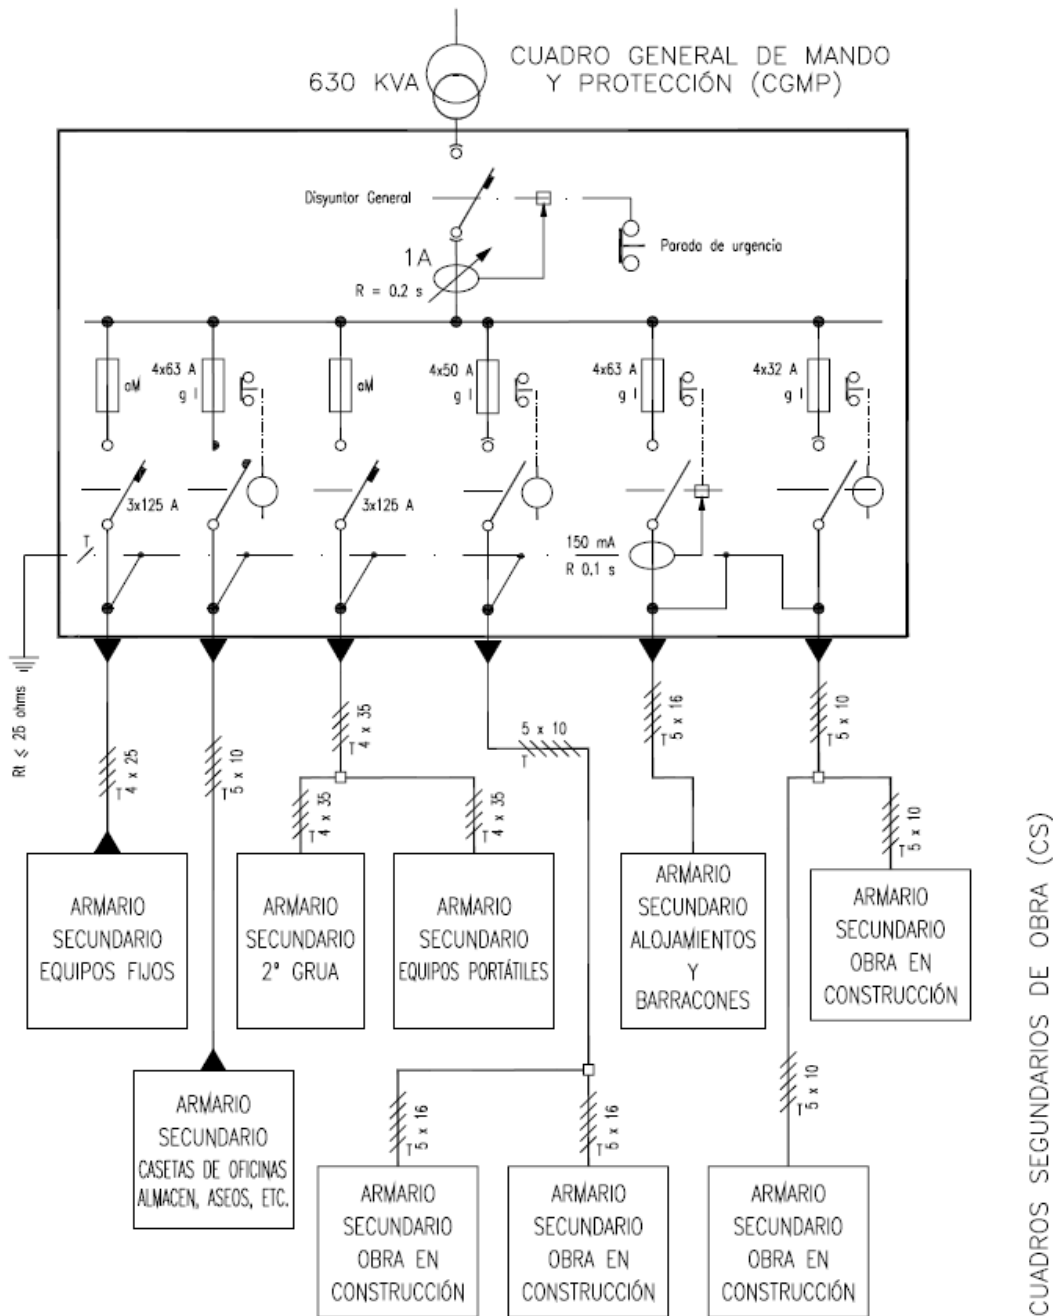 630 KVA
CUADRO GENERAL DE MANDO
Y PROTECCIÓN (CGMP)
Disyuntor General
Parada de urgencia
1A
R = 0.2 s
aM
4x63 A
g I
aM
4x50 A
g I
4x63 A
g I
4x32 A
g I
3x125 A
3x125 A
T
150 mA
R 0,1 s
Rt ≤ 25 ohms
T 4 x 25
T 5 x 10
T 4 x 35
5 x 10
T
T 5 x 16
T 5 x 10
T 4 x 35
T 4 x 35
T 5 x 10
ARMARIO
SECUNDARIO
EQUIPOS FIJOS
ARMARIO
SECUNDARIO
2ª GRUA
ARMARIO
SECUNDARIO
EQUIPOS PORTÁTILES
ARMARIO
SECUNDARIO
ALOJAMIENTOS
Y
BARRACONES
ARMARIO
SECUNDARIO
OBRA EN
CONSTRUCCIÓN
ARMARIO
SECUNDARIO
CASETAS DE OFICINAS
ALMACEN, ASEOS, ETC.
T 5 x 16
T 5 x 16
T 5 x 10
ARMARIO
SECUNDARIO
OBRA EN
CONSTRUCCIÓN
ARMARIO
SECUNDARIO
OBRA EN
CONSTRUCCIÓN
ARMARIO
SECUNDARIO
OBRA EN
CONSTRUCCIÓN
CUADROS SEGUNDARIOS DE OBRA (CS)